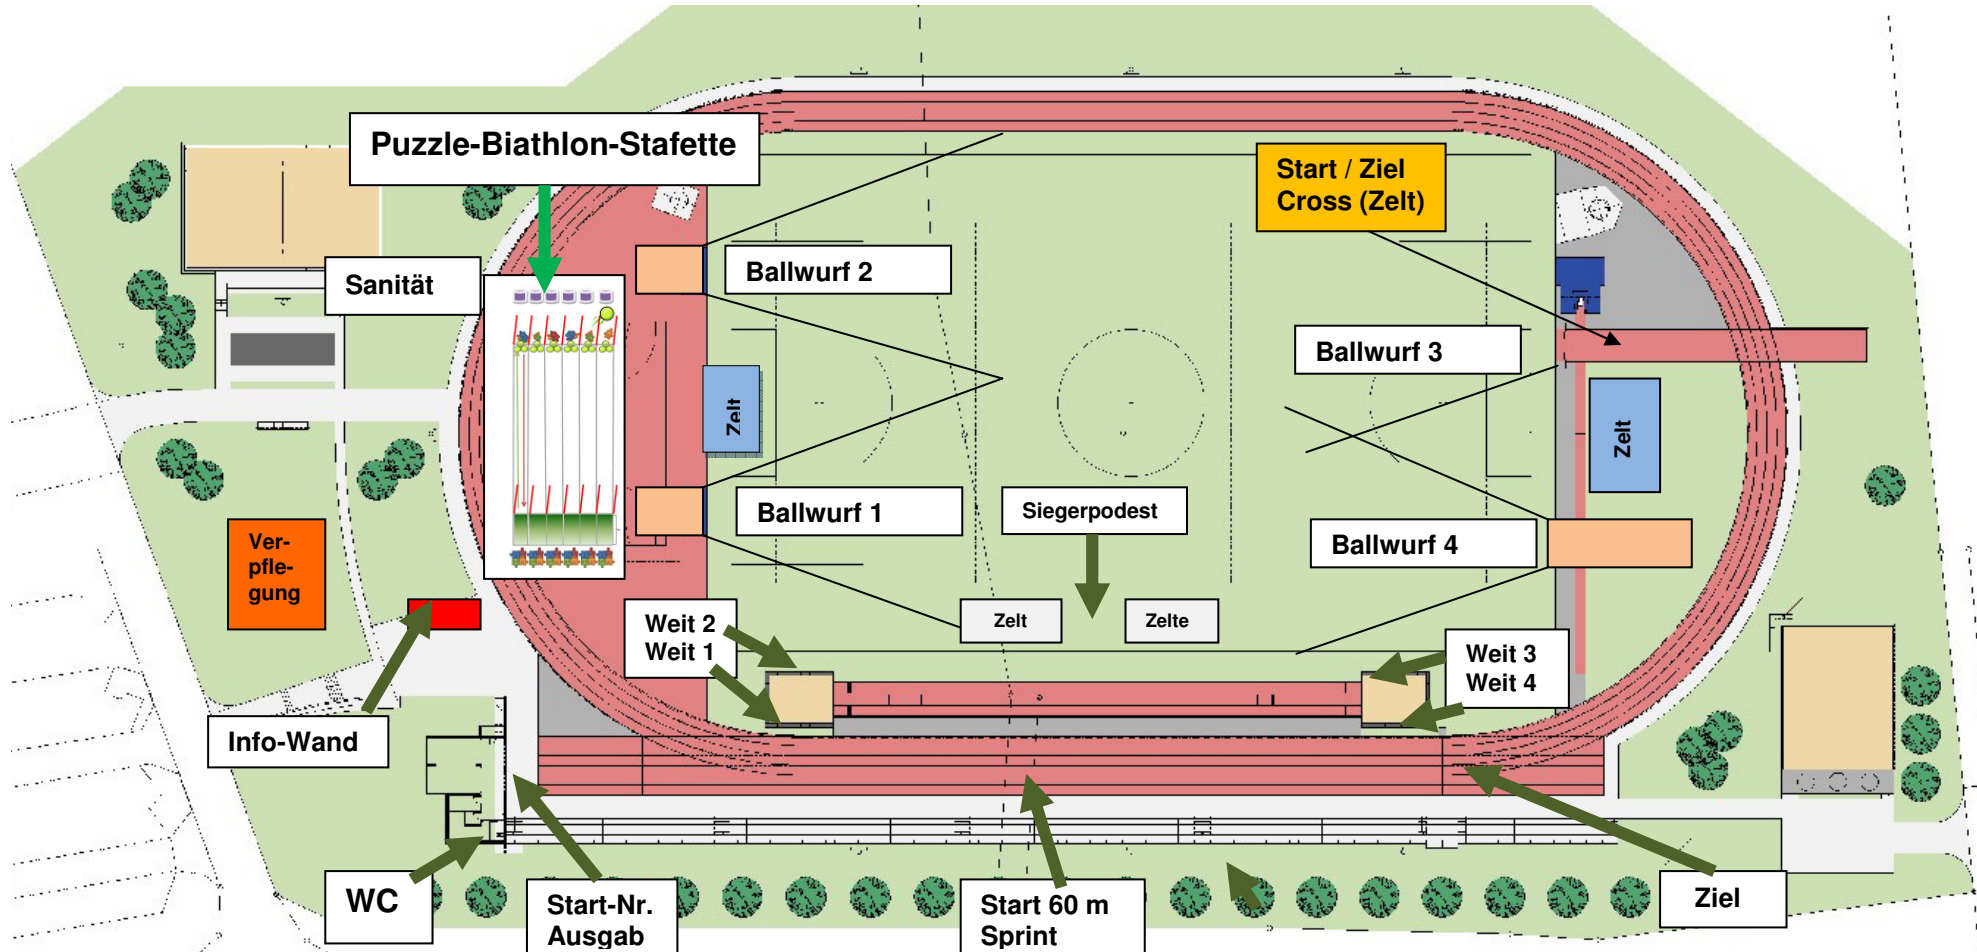 Puzzle-Biathlon-Stafette
Start / Ziel
Cross (Zelt)
Sanität
Ballwurf 2
Ballwurf 3
Zelt
Zelt
Ballwurf 1
Siegerpodest
Ballwurf 4
Ver-
pfle-
gung
Zelt
Zelte
Weit 2
Weit 1
Weit 3
Weit 4
Info-Wand
WC
Start-Nr.
Ausgab
Start 60 m
Sprint
Ziel